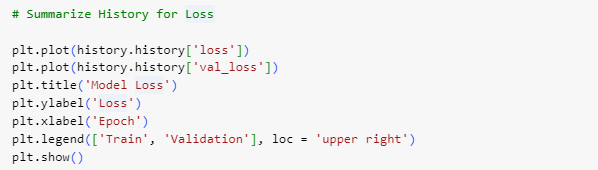 # Summarize History for Loss
plt.plot(history.history['loss'])
plt.plot(history.history['val_loss'])
plt.title('Model Loss')
plt.ylabel('Loss')
plt.xlabel('Epoch')
plt.legend(['Train', 'Validation'], loc = 'upper right')
plt.show()